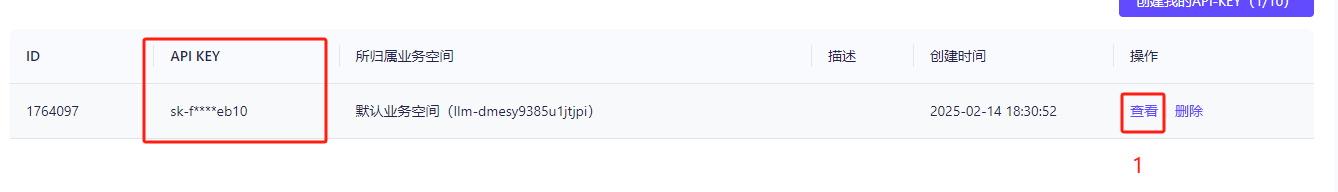 创建我的API-KEY（1/10）
ID API KEY 所归属业务空间 描述 创建时间 操作
1764097 sk-f****eb10 默认业务空间（llm-dmesy9385u1jtjpi） 2025-02-14 18:30:52 查看 删除
1